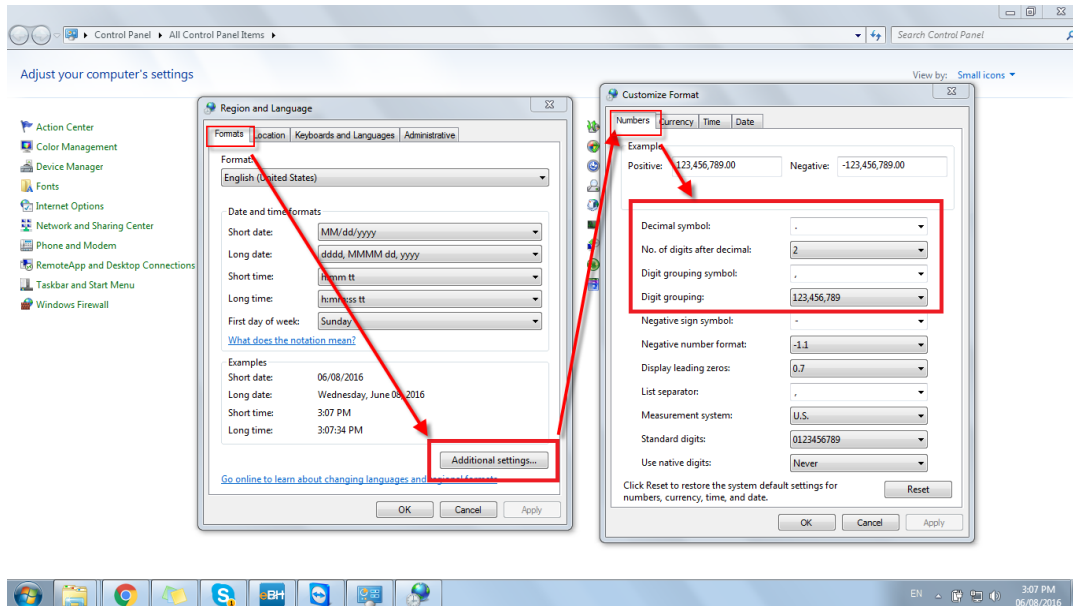 Control Panel All Control Panel Items Search Control Panel
Adjust your computer's settings View by: Small icons
Action Center
Color Management
Device Manager
Fonts
Internet Options
Network and Sharing Center
Phone and Modem
RemoteApp and Desktop Connections
Taskbar and Start Menu
Windows Firewall
Region and Language
Formats Location Keyboards and Languages Administrative
Format:
English (United States)
Date and time formats
Short date: MM/dd/yyyy
Long date: dddd, MMMM dd, yyyy
Short time: h:mm tt
Long time: h:mm:ss tt
First day of week: Sunday
What does the notation mean?
Examples
Short date: 06/08/2016
Long date: Wednesday, June 08, 2016
Short time: 3:07 PM
Long time: 3:07:34 PM
Additional settings...
Go online to learn about changing languages and regional formats
OK Cancel Apply
Customize Format
Numbers Currency Time Date
Example
Positive: 123,456,789.00 Negative: -123,456,789.00
Decimal symbol: .
No. of digits after decimal: 2
Digit grouping symbol: ,
Digit grouping: 123,456,789
Negative sign symbol: -
Negative number format: -1.1
Display leading zeros: 0.7
List separator: ,
Measurement system: U.S.
Standard digits: 0123456789
Use native digits: Never
Click Reset to restore the system default settings for
numbers, currency, time, and date.
Reset
OK Cancel Apply
eBH
EN 3:07 PM
06/08/2016